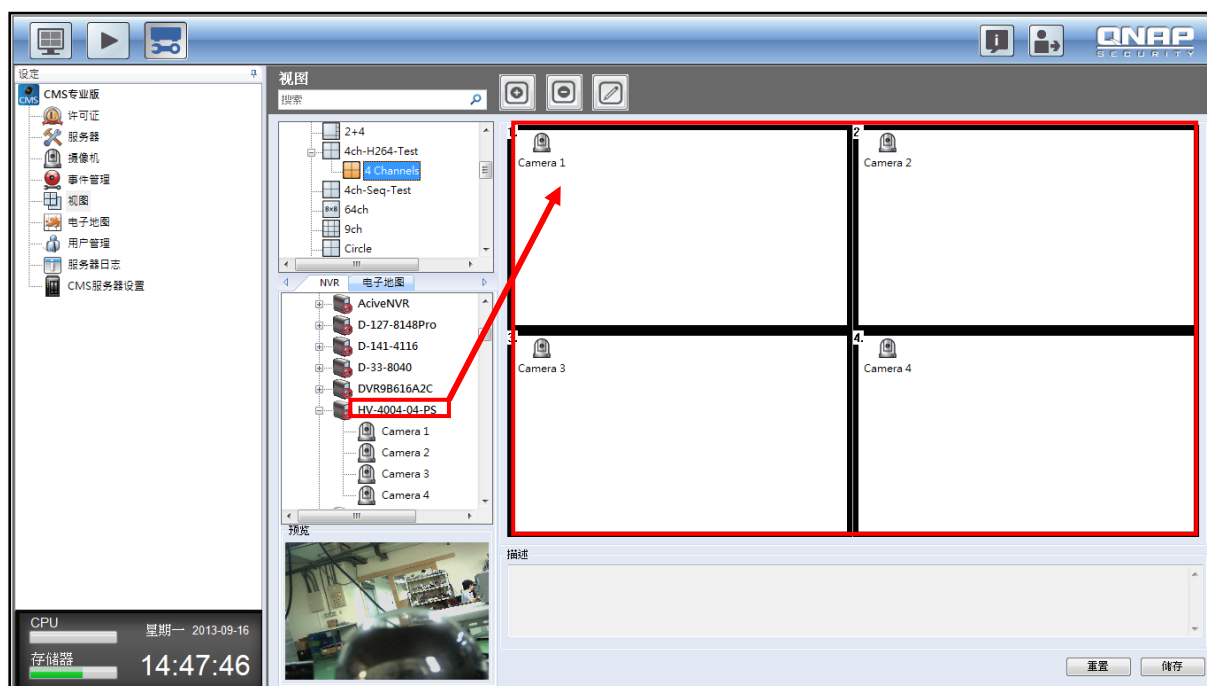 QNAP
SECURITY
设定
CMS专业版
许可证
服务器
摄像机
事件管理
视图
电子地图
用户管理
服务器日志
CMS服务器设置
CPU
星期一 2013-09-16
存储器
14:47:46
视图
搜索
2+4
4ch-H264-Test
4 Channels
4ch-Seq-Test
8×8 64ch
9ch
Circle
NVR 电子地图
AciveNVR
D-127-8148Pro
D-141-4116
D-33-8040
DVR9B616A2C
HV-4004-04-PS
Camera 1
Camera 2
Camera 3
Camera 4
预览
1.
Camera 1
2
Camera 2
3.
Camera 3
4.
Camera 4
描述
重置 储存